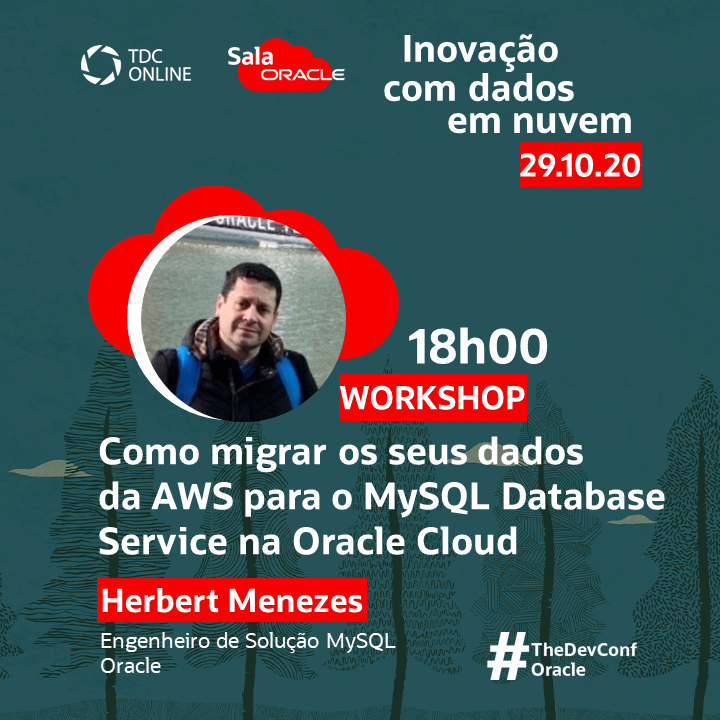 TDC
ONLINE
Sala
ORACLE
Inovação
com dados
em nuvem
29.10.20
ORACLE
18h00
WORKSHOP
Como migrar os seus dados
da AWS para o MySQL Database
Service na Oracle Cloud
Herbert Menezes
Engenheiro de Solução MySQL
Oracle
#TheDevConf
Oracle